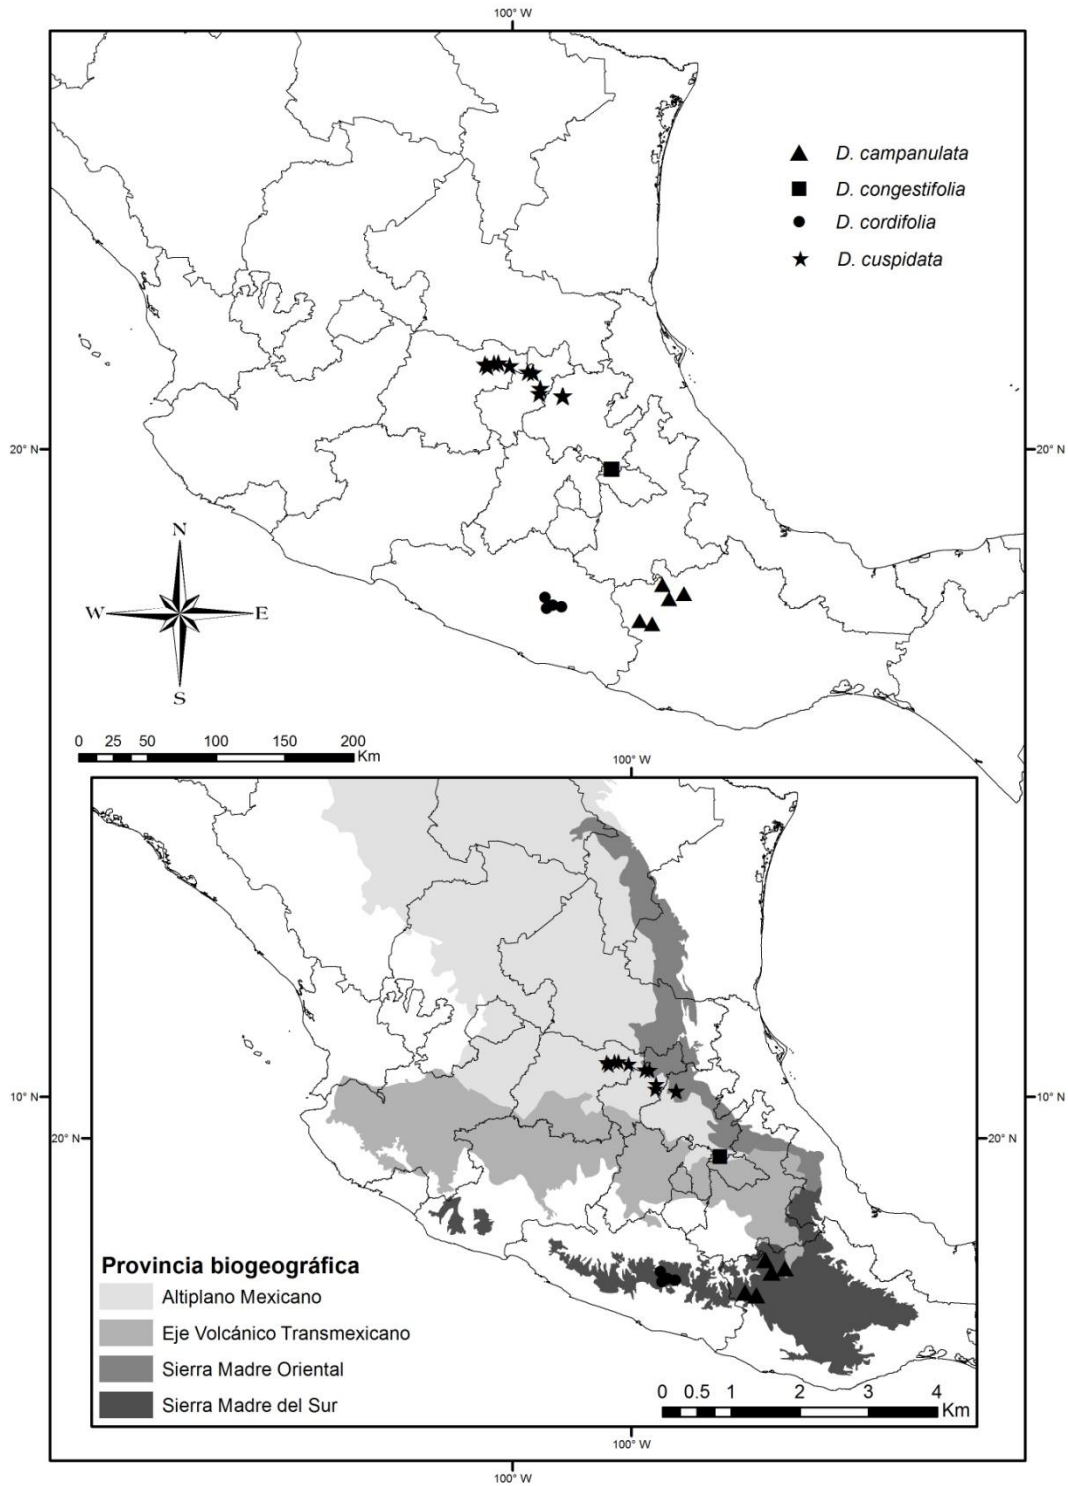 100° W
D. campanulata
D. congestifolia
D. cordifolia
D. cuspidata
20° N
20° N
N
W E
S
0 25 50 100 150 200
Km
100° W
10° N
10° N
20° N
20° N
Provincia biogeográfica
Altiplano Mexicano
Eje Volcánico Transmexicano
Sierra Madre Oriental
Sierra Madre del Sur
0 0.5 1 2 3 4
Km
100° W
100° W